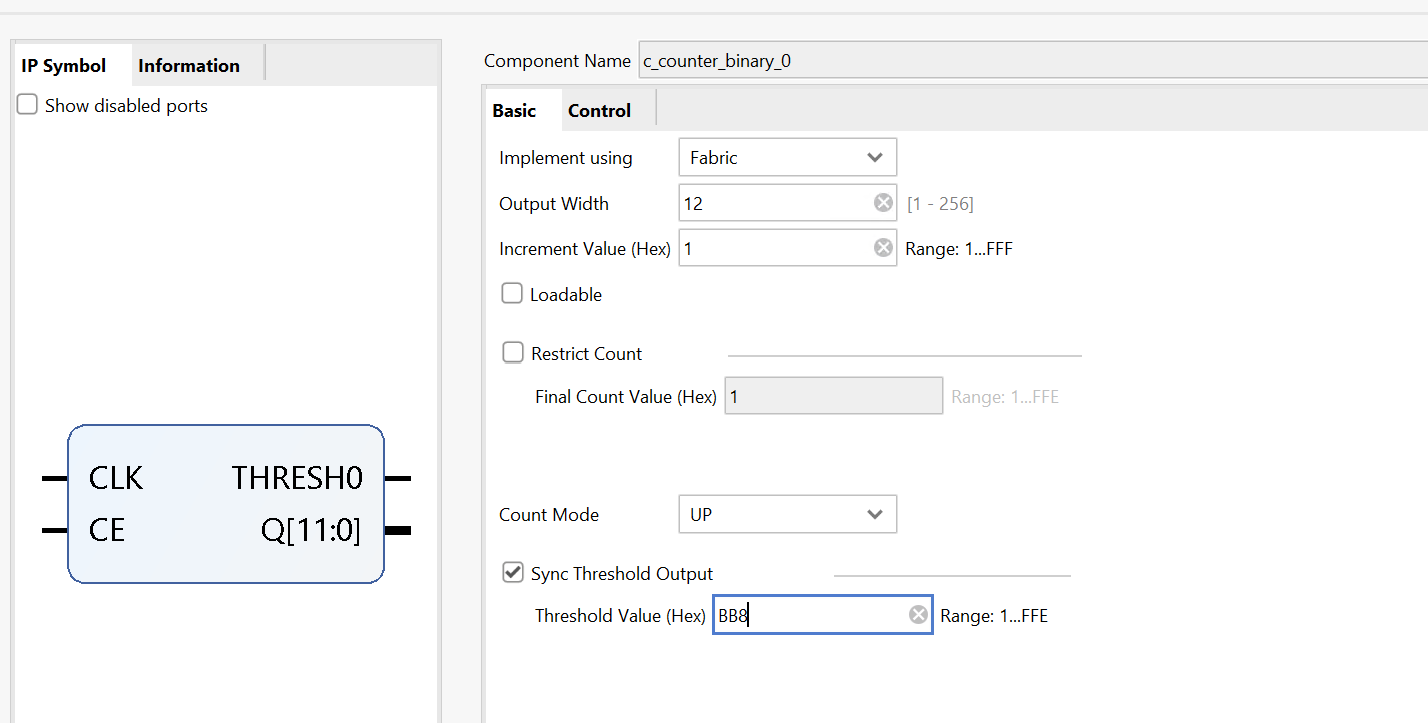 IP Symbol Information
Show disabled ports
CLK THRESH0
CE Q[11:0]
Component Name c_counter_binary_0
Basic Control
Implement using Fabric
Output Width 12 [1 - 256]
Increment Value (Hex) 1 Range: 1...FFF
Loadable
Restrict Count
Final Count Value (Hex) 1 Range: 1...FFE
Count Mode UP
Sync Threshold Output
Threshold Value (Hex) BB8 Range: 1...FFE